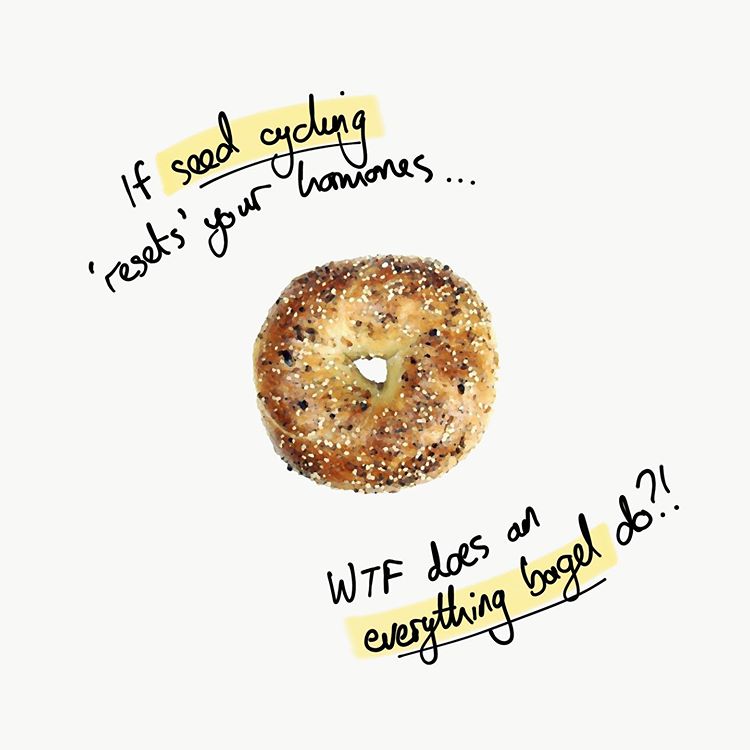 If seed cycling
'resets' your hormones...
WTF does an
everything bagel do?!